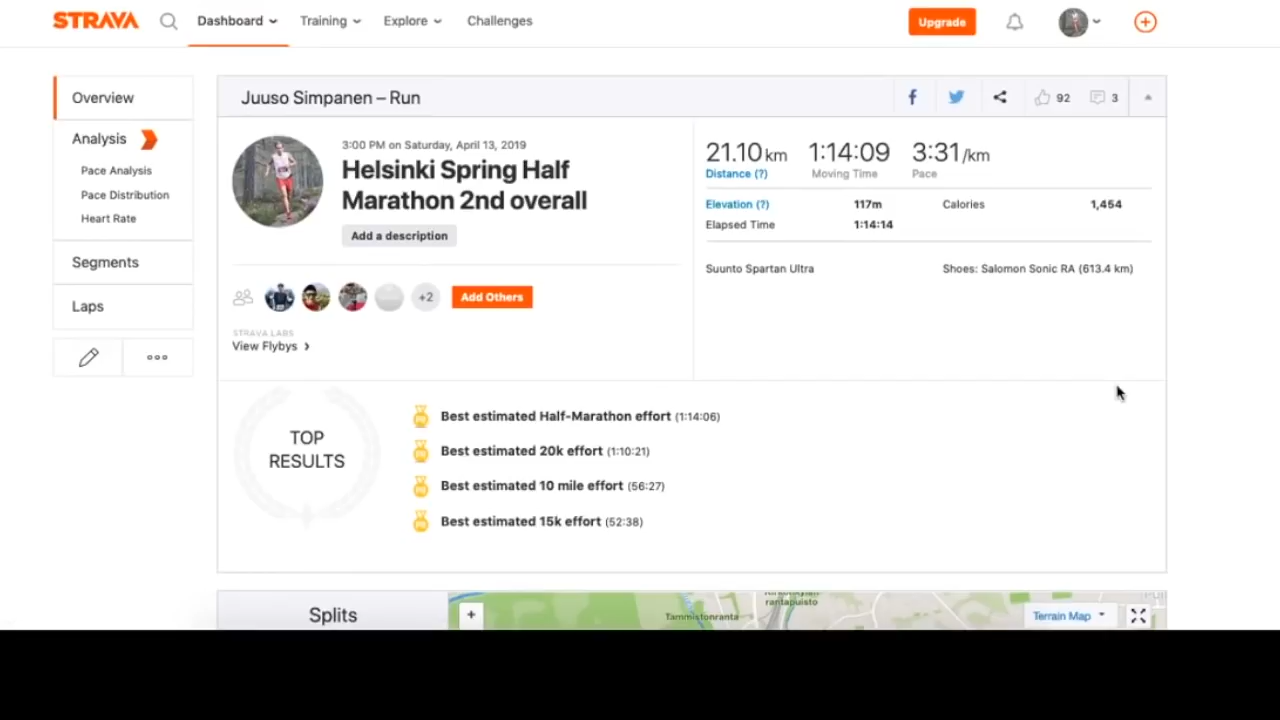 STRAVA
Dashboard
Training
Explore
Challenges
Upgrade
Overview
Analysis
Pace Analysis
Pace Distribution
Heart Rate
Segments
Laps
Juuso Simpanen – Run
92
3
3:00 PM on Saturday, April 13, 2019
Helsinki Spring Half
Marathon 2nd overall
Add a description
+2
Add Others
STRAVA LABS
View Flybys
21.10 km 1:14:09 3:31 /km
Distance (?) Moving Time Pace
Elevation (?) 117m Calories 1,454
Elapsed Time 1:14:14
Suunto Spartan Ultra Shoes: Salomon Sonic RA (613.4 km)
TOP
RESULTS
Best estimated Half-Marathon effort (1:14:06)
Best estimated 20k effort (1:10:21)
Best estimated 10 mile effort (56:27)
Best estimated 15k effort (52:38)
Splits
+
rantapuisto
Tammistonranta
Terrain Map